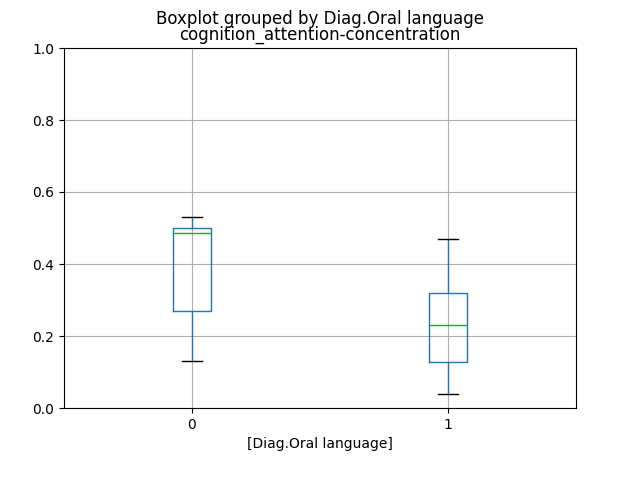 Boxplot grouped by Diag.Oral language
cognition_attention-concentration
1.0
0.8
0.6
0.4
0.2
0.0
0
1
[Diag.Oral language]